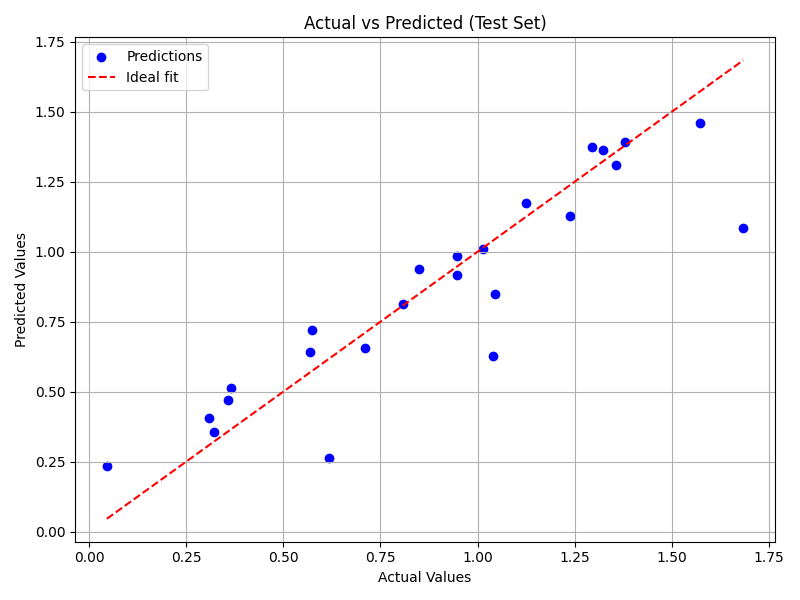 Actual vs Predicted (Test Set)
Predictions
Ideal fit
Predicted Values
1.75
1.50
1.25
1.00
0.75
0.50
0.25
0.00
0.00 0.25 0.50 0.75 1.00 1.25 1.50 1.75
Actual Values